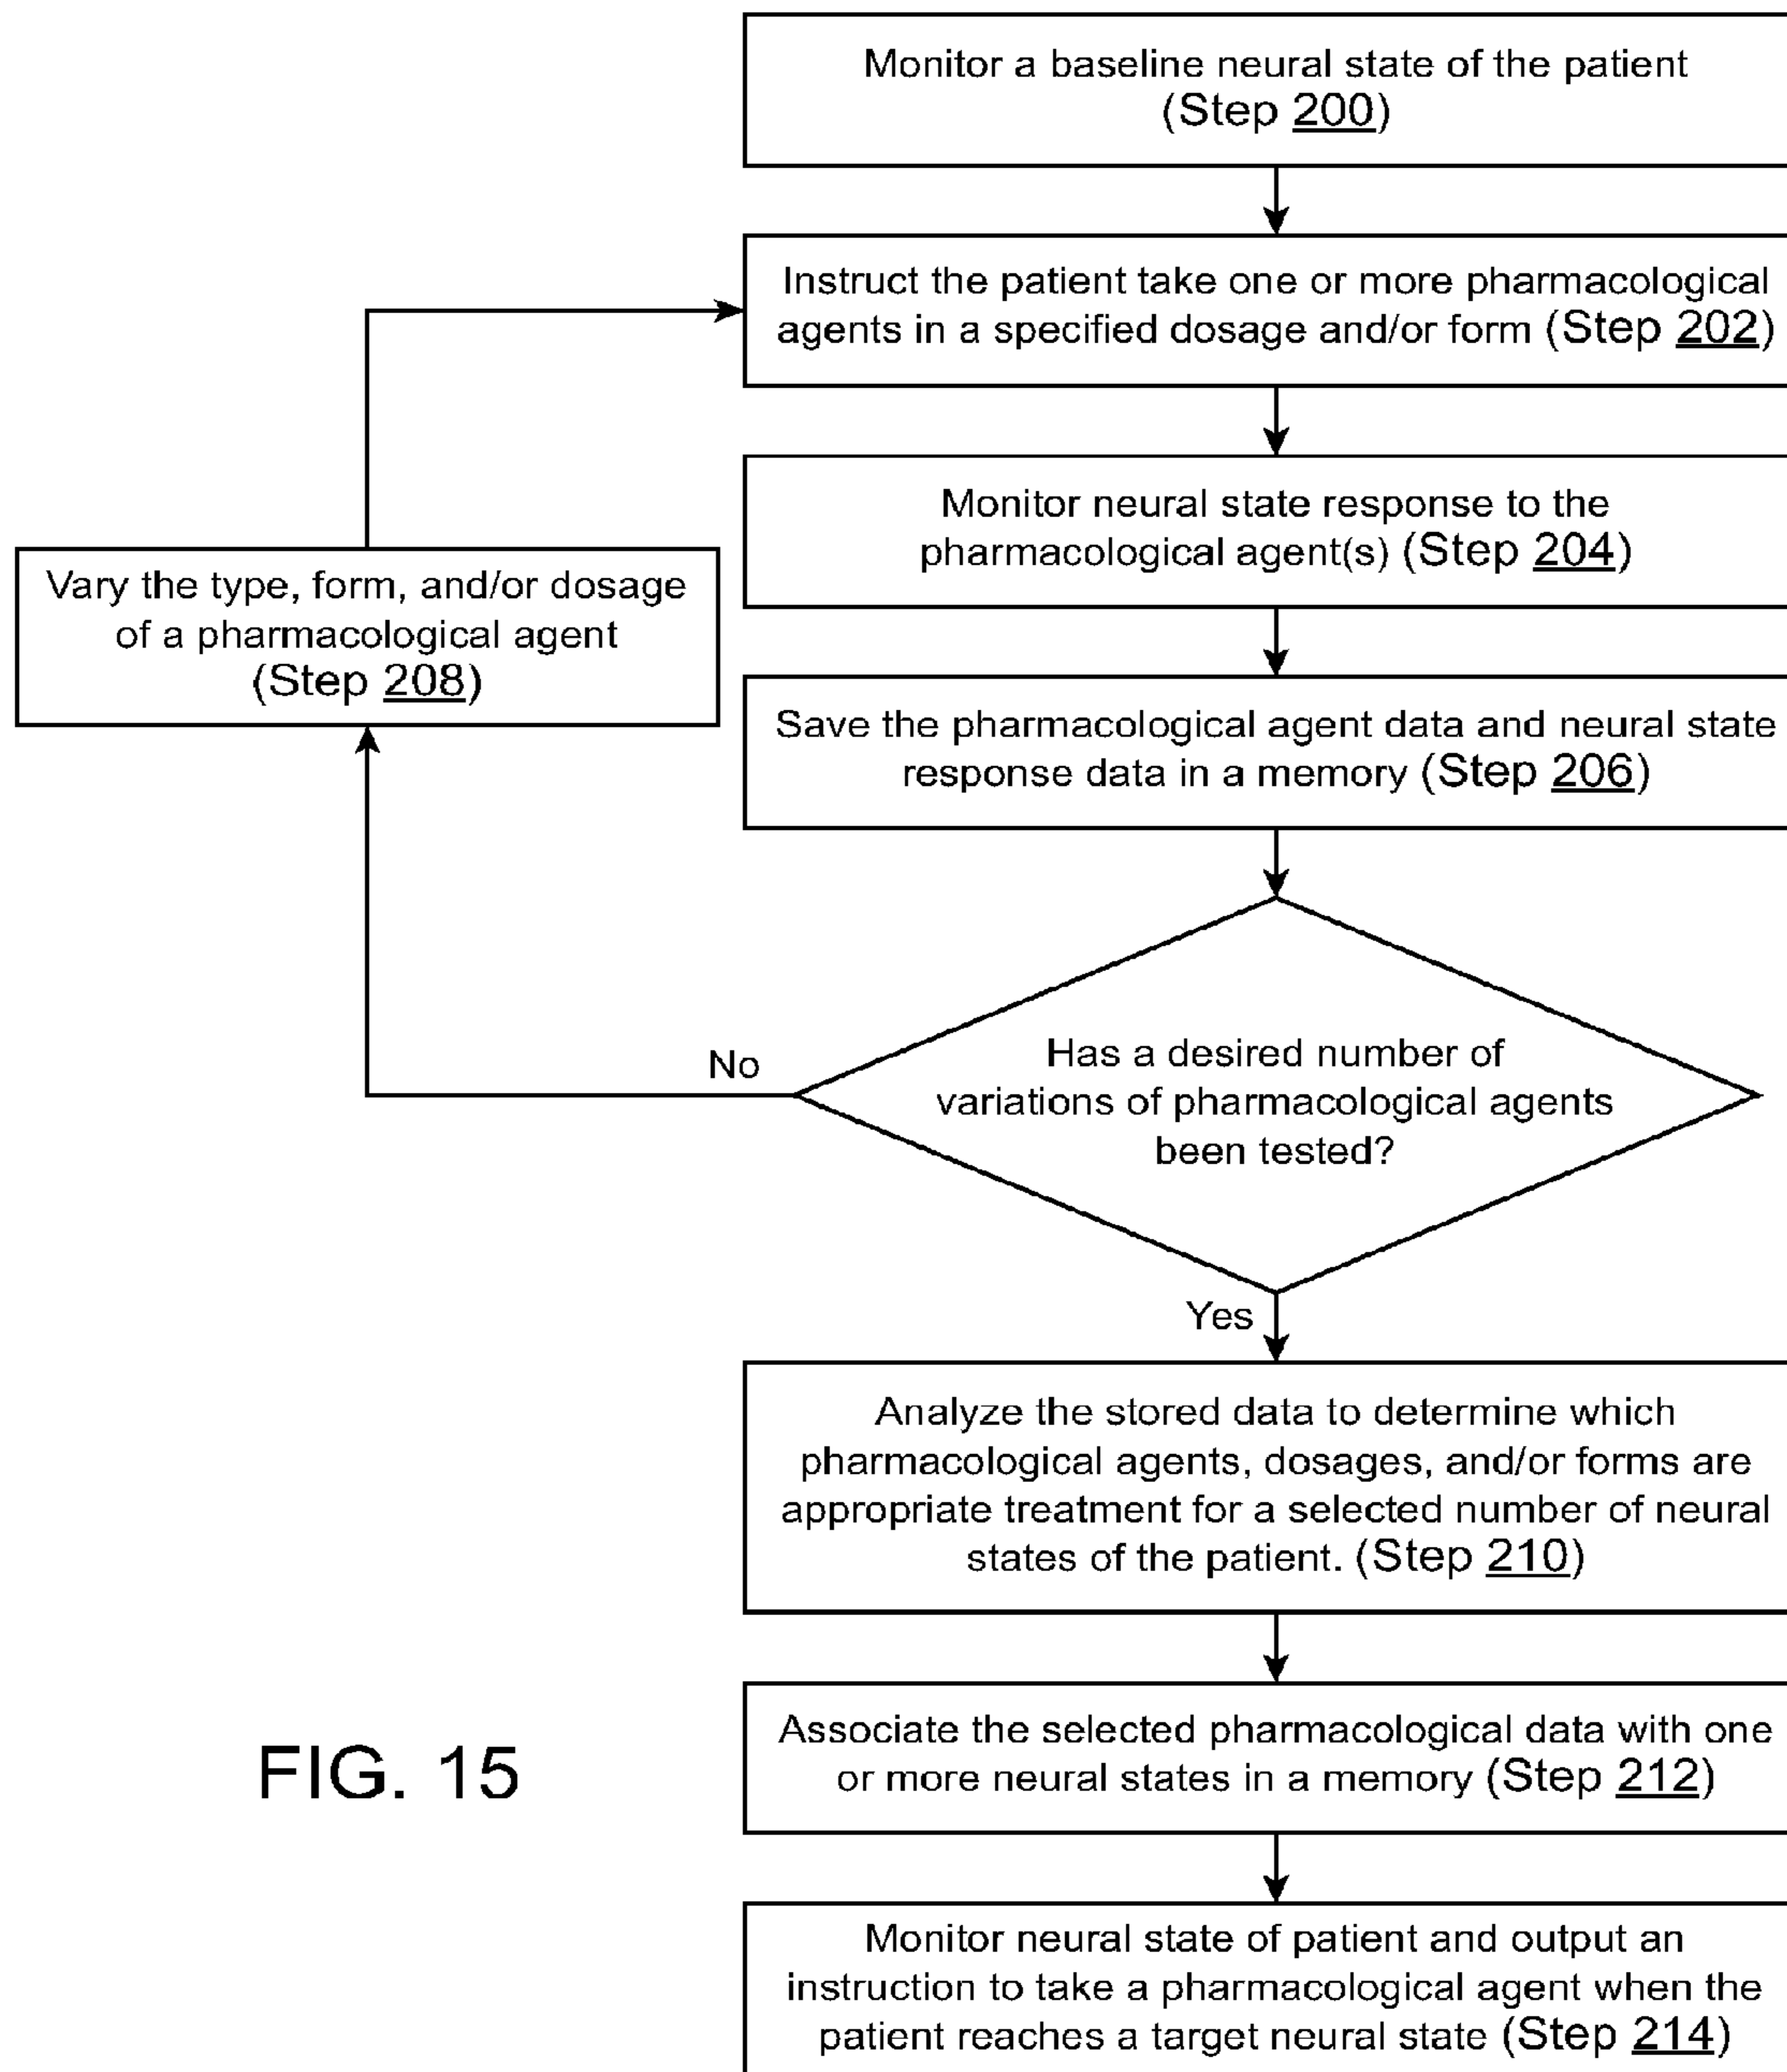 Monitor a baseline neural state of the patient
(Step 200)
Instruct the patient take one or more pharmacological
agents in a specified dosage and/or form (Step 202)
Monitor neural state response to the
pharmacological agent(s) (Step 204)
Vary the type, form, and/or dosage
of a pharmacological agent
(Step 208)
Save the pharmacological agent data and neural state
response data in a memory (Step 206)
No
Has a desired number of
variations of pharmacological agents
been tested?
Yes
Analyze the stored data to determine which
pharmacological agents, dosages, and/or forms are
appropriate treatment for a selected number of neural
states of the patient. (Step 210)
Associate the selected pharmacological data with one
or more neural states in a memory (Step 212)
FIG. 15
Monitor neural state of patient and output an
instruction to take a pharmacological agent when the
patient reaches a target neural state (Step 214)